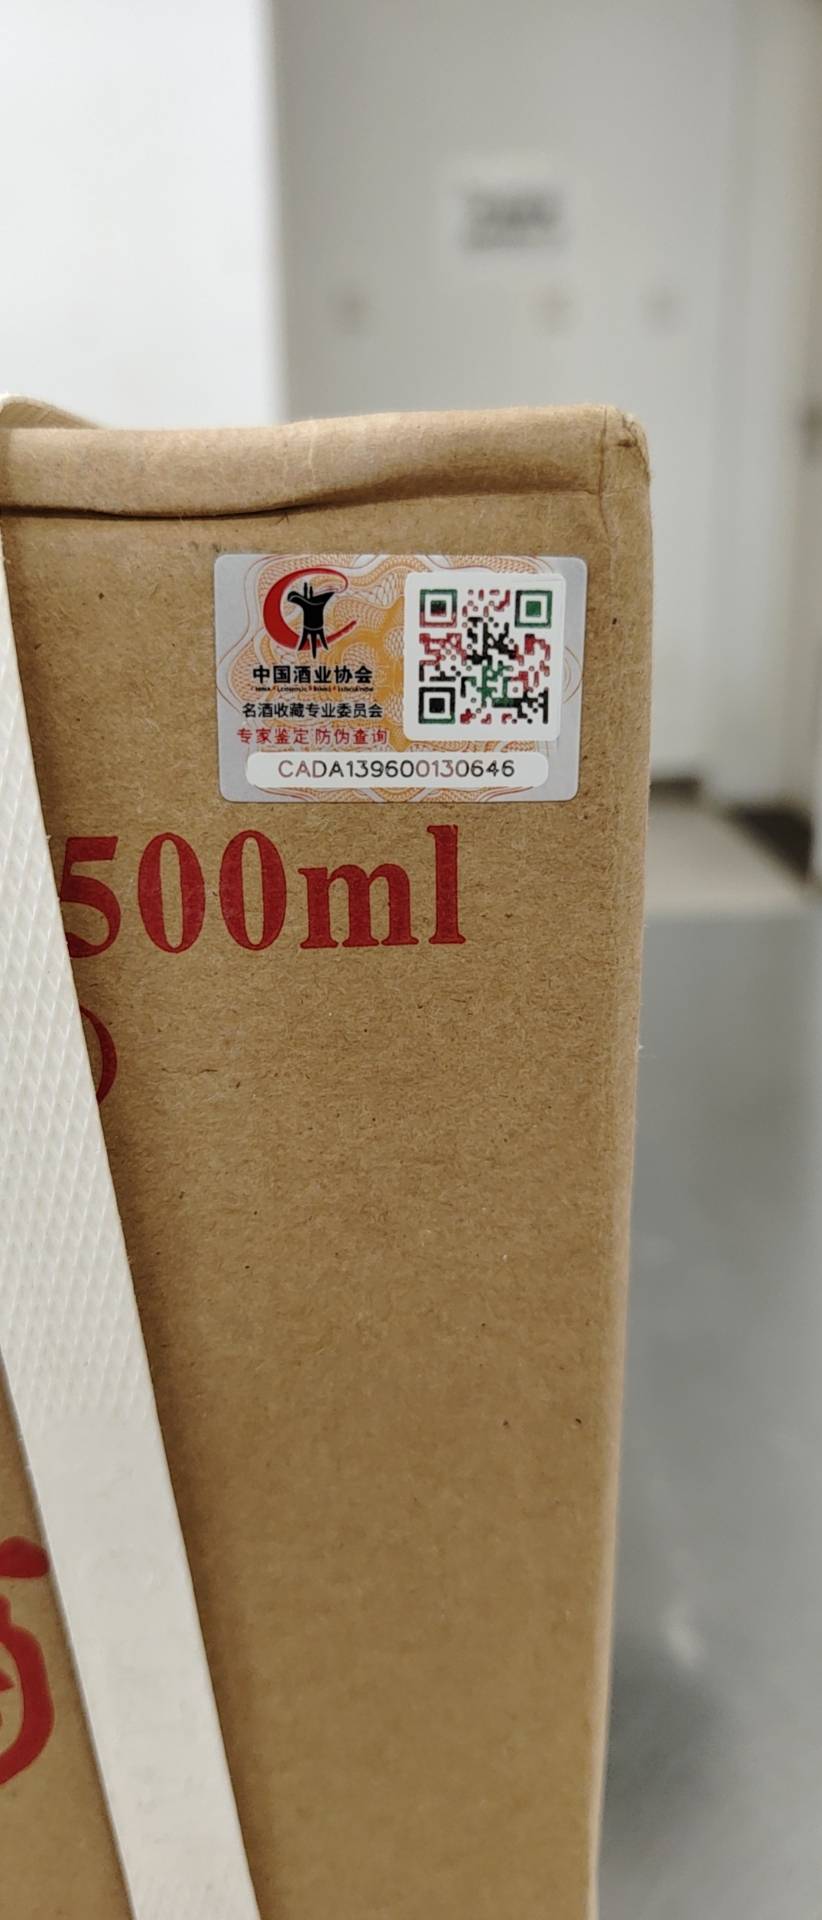 中国酒业协会
名酒收藏专业委员会
专家鉴定 防伪查询
CADA139600130646
500ml